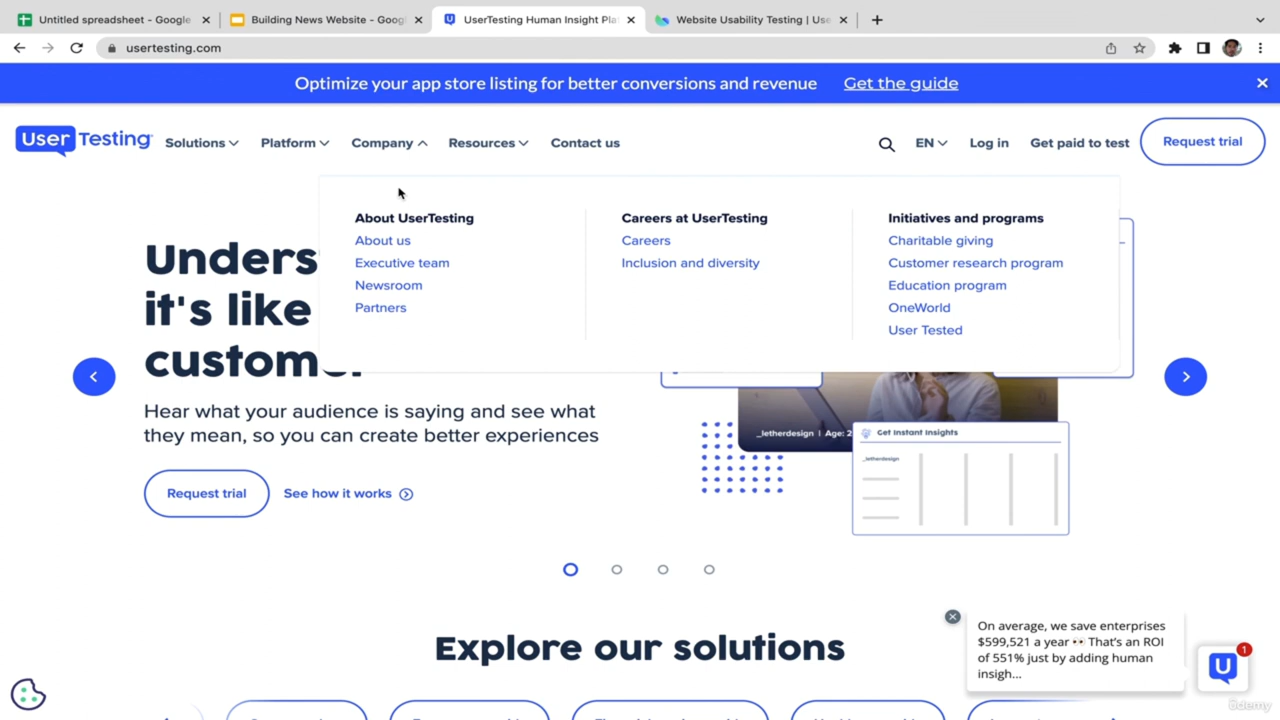 Untitled spreadsheet - Google
Building News Website - Goog
UserTesting Human Insight Pla
Website Usability Testing | Use
usertesting.com
Optimize your app store listing for better conversions and revenue Get the guide
UserTesting
Solutions
Platform
Company
Resources
Contact us
EN
Log in
Get paid to test
Request trial
About UserTesting
About us
Executive team
Newsroom
Partners
Careers at UserTesting
Careers
Inclusion and diversity
Initiatives and programs
Charitable giving
Customer research program
Education program
OneWorld
User Tested
Unders
it's like
custome
Hear what your audience is saying and see what
they mean, so you can create better experiences
Request trial
See how it works
_letherdesign | Age: 2
Get Instant Insights
_letherdesign
Explore our solutions
On average, we save enterprises
$599,521 a year 👀 That's an ROI
of 551% just by adding human
insigh...
U
1
ûdemy